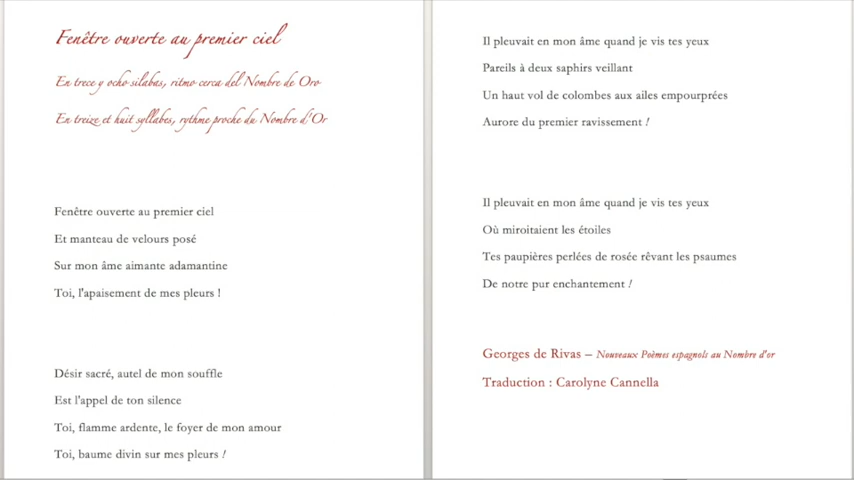 Fenêtre ouverte au premier ciel
En trece y ocho silabas, ritmo cerca del Nombre de Oro
En treize et huit syllabes, rythme proche du Nombre d'Or
Fenêtre ouverte au premier ciel
Et manteau de velours posé
Sur mon âme aimante adamantine
Toi, l'apaisement de mes pleurs !
Désir sacré, autel de mon souffle
Est l'appel de ton silence
Toi, flamme ardente, le foyer de mon amour
Toi, baume divin sur mes pleurs !
Il pleuvait en mon âme quand je vis tes yeux
Pareils à deux saphirs veillant
Un haut vol de colombes aux ailes empourprées
Aurore du premier ravissement !
Il pleuvait en mon âme quand je vis tes yeux
Où miroitaient les étoiles
Tes paupières perlées de rosée rêvant les psaumes
De notre pur enchantement !
Georges de Rivas – Nouveaux Poèmes espagnols au Nombre d'or
Traduction : Carolyne Cannella